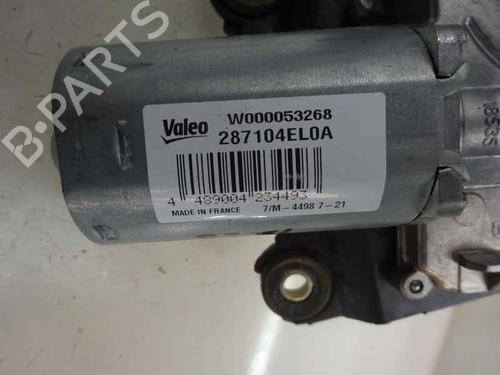 Valeo
W000053268
287104EL0A
4 489004 234493
MADE IN FRANCE 7/M-4498 7-21
B-PARTS